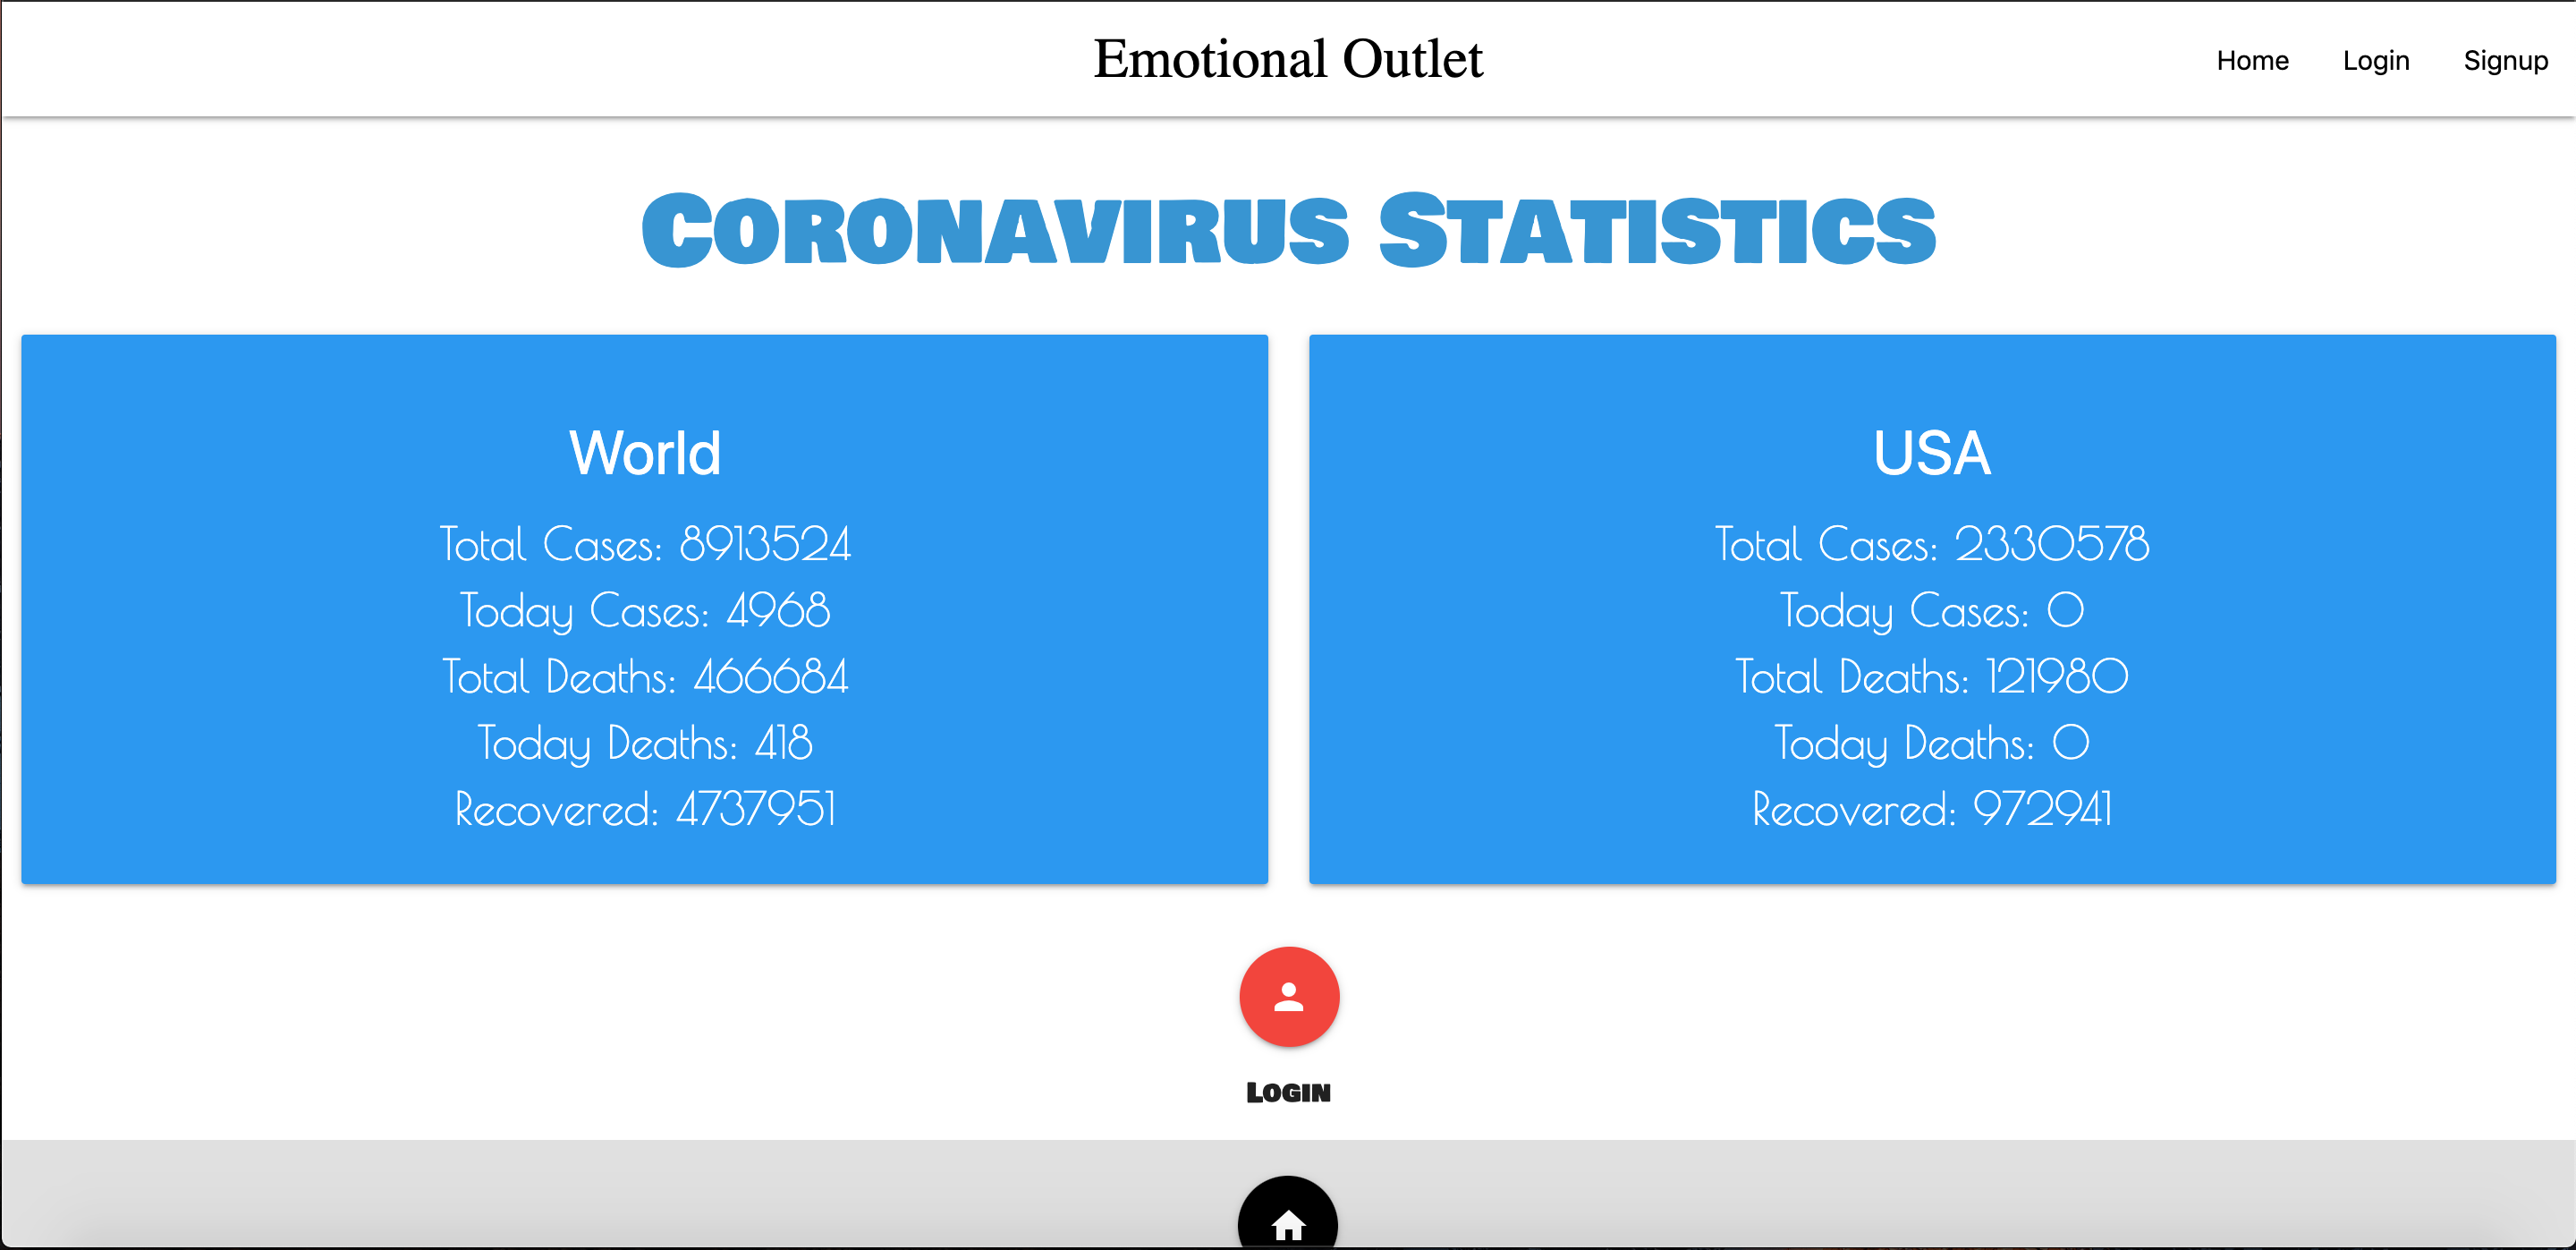 Emotional Outlet
Home Login Signup
Coronavirus Statistics
World
Total Cases: 8913524
Today Cases: 4968
Total Deaths: 466684
Today Deaths: 418
Recovered: 4737951
USA
Total Cases: 2330578
Today Cases: 0
Total Deaths: 121980
Today Deaths: 0
Recovered: 972941
Login